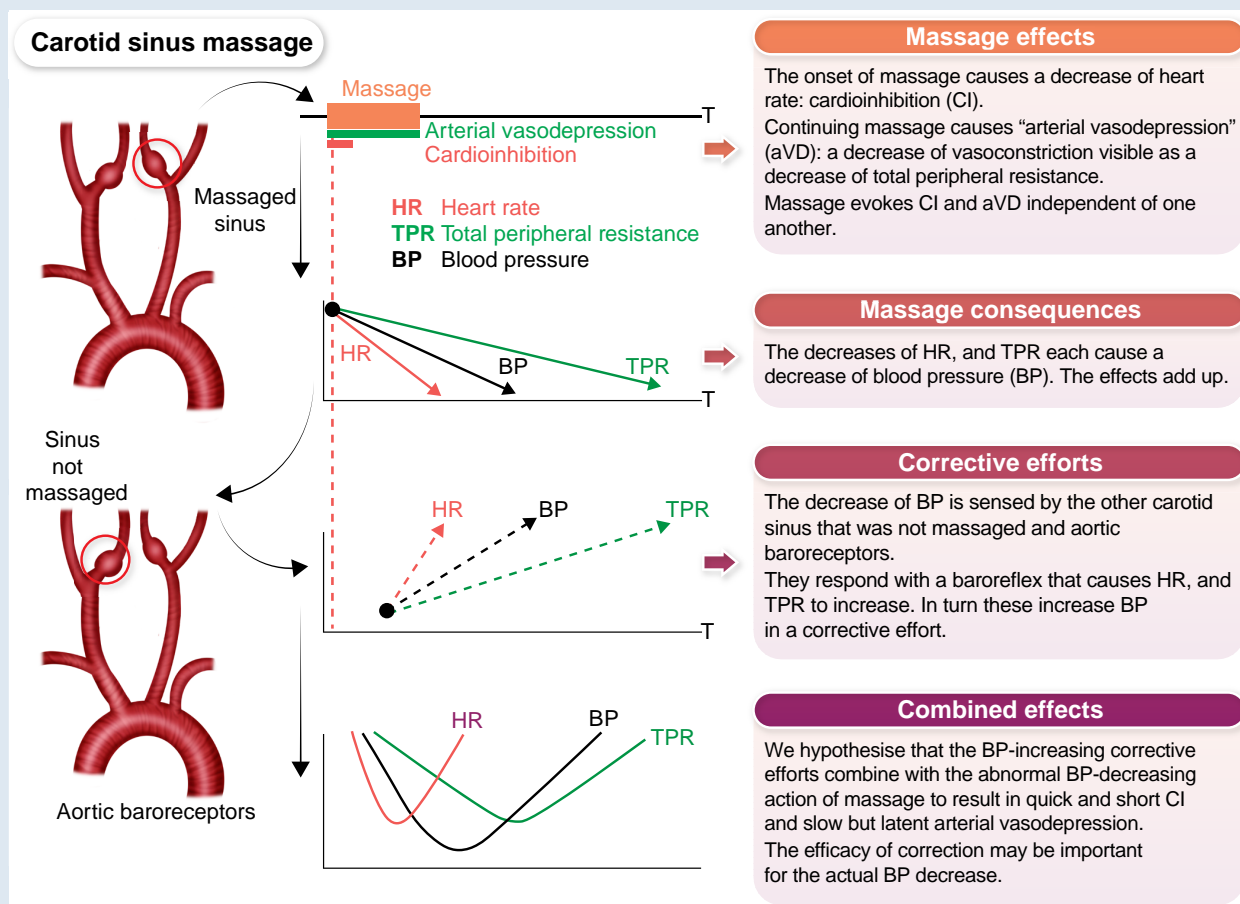 Carotid sinus massage
Massage
T
Arterial vasodepression
Cardioinhibition
Massaged
sinus
HR Heart rate
TPR Total peripheral resistance
BP Blood pressure
HR
BP
TPR
T
Sinus
not
massaged
HR
BP
TPR
T
HR
BP
TPR
Aortic baroreceptors
Massage effects
The onset of massage causes a decrease of heart
rate: cardioinhibition (CI).
Continuing massage causes “arterial vasodepression”
(aVD): a decrease of vasoconstriction visible as a
decrease of total peripheral resistance.
Massage evokes CI and aVD independent of one
another.
Massage consequences
The decreases of HR, and TPR each cause a
decrease of blood pressure (BP). The effects add up.
Corrective efforts
The decrease of BP is sensed by the other carotid
sinus that was not massaged and aortic
baroreceptors.
They respond with a baroreflex that causes HR, and
TPR to increase. In turn these increase BP
in a corrective effort.
Combined effects
We hypothesise that the BP-increasing corrective
efforts combine with the abnormal BP-decreasing
action of massage to result in quick and short CI
and slow but latent arterial vasodepression.
The efficacy of correction may be important
for the actual BP decrease.